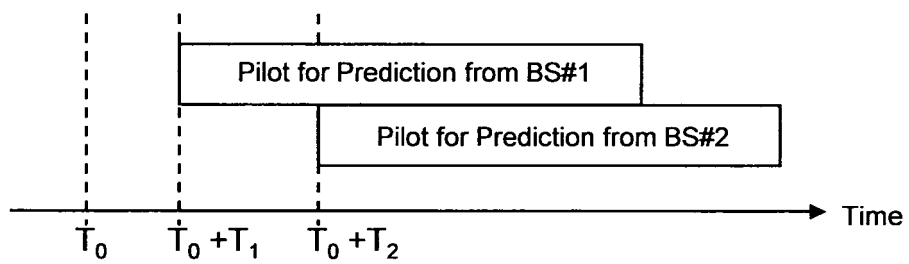 Pilot for Prediction from BS#1
Pilot for Prediction from BS#2
Time
T₀ T₀ +T₁ T₀ +T₂